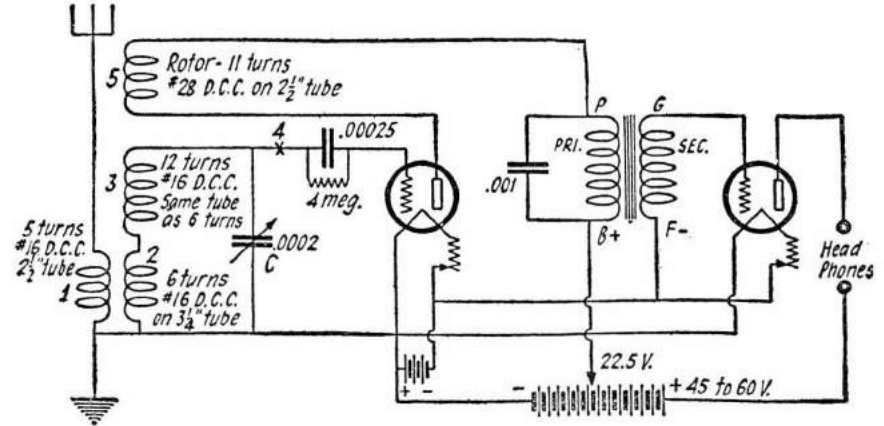 5
Rotor - 11 turns
#28 D.C.C. on 2½" tube
4
.00025
P
G
3
12 turns
#16 D.C.C.
Same tube
as 6 turns
4 meg.
PRI.
SEC.
.001
5 turns
#16 D.C.C.
2½" tube
1
2
.0002
C
6 turns
#16 D.C.C.
on 3¼" tube
B+
F-
Head
Phones
+ -
22.5 V.
-
+ 45 to 60 V.